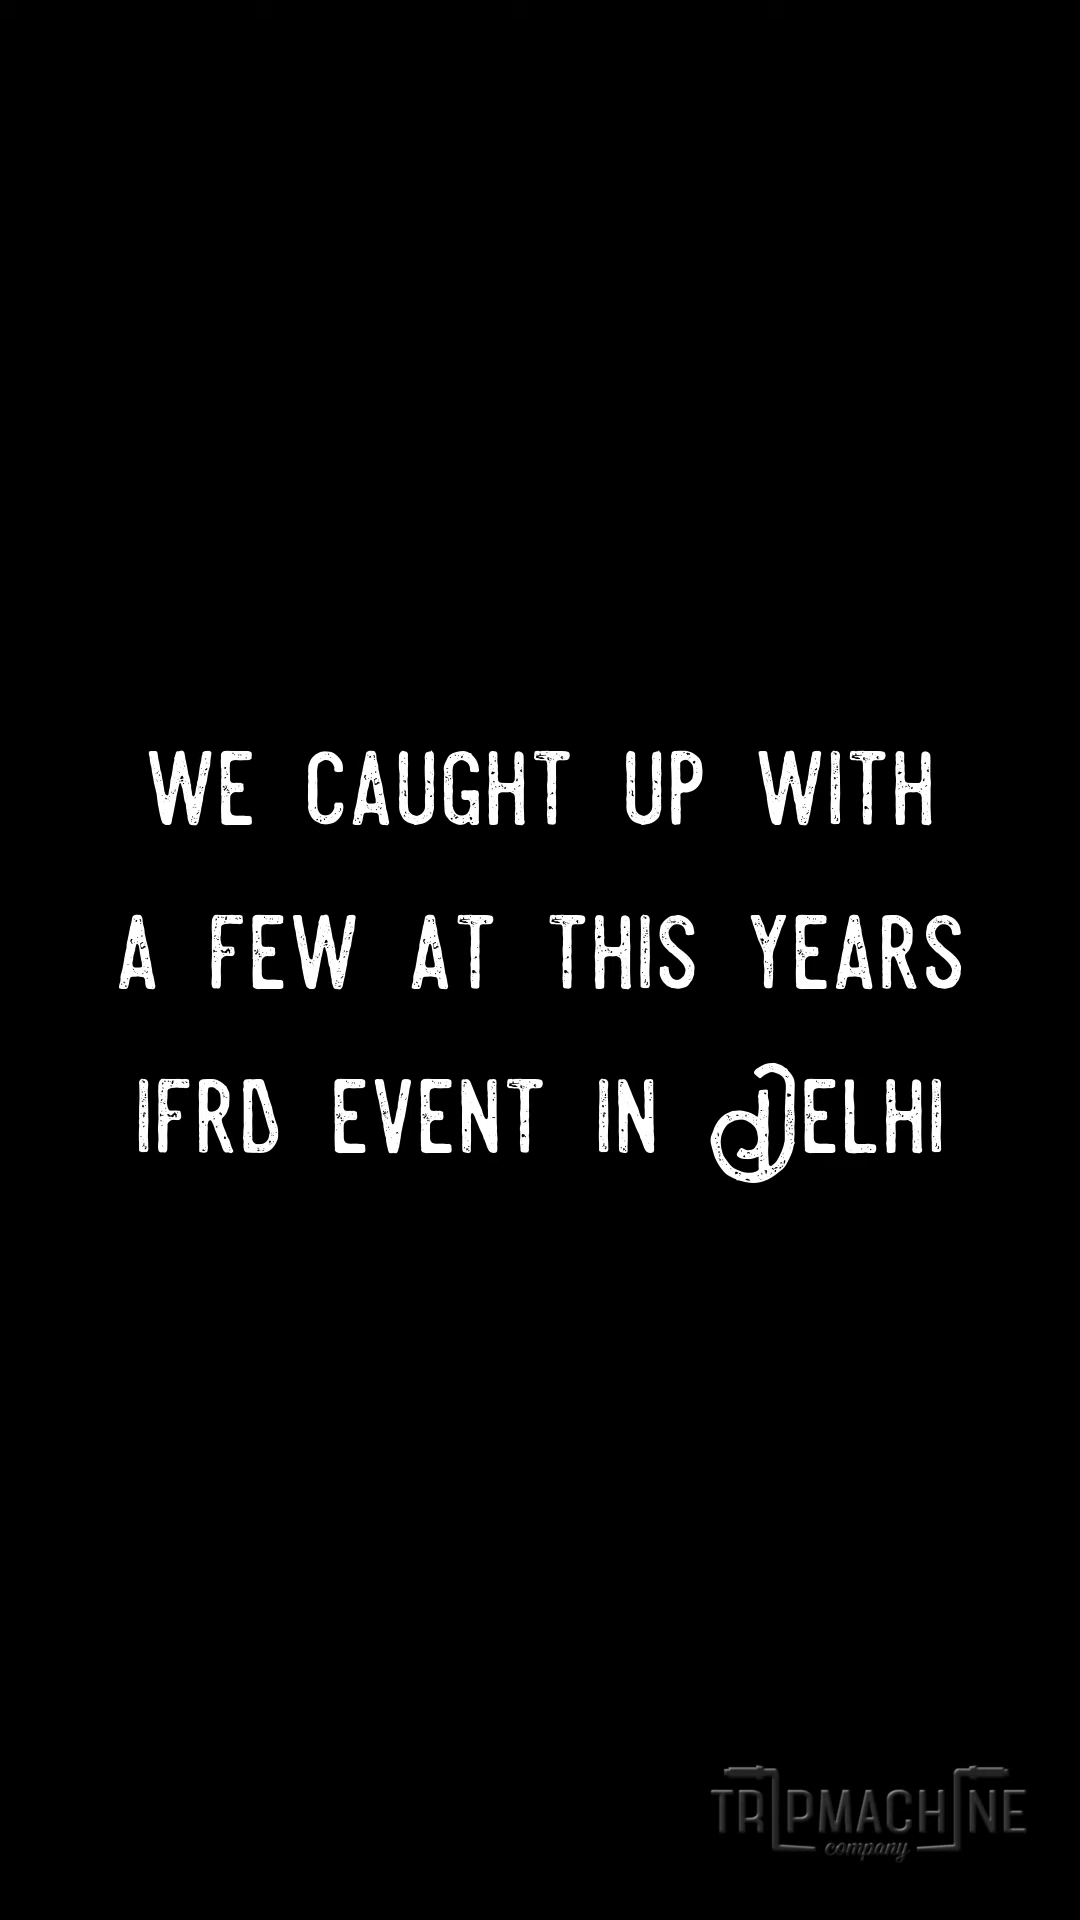 WE CAUGHT UP WITH
A FEW AT THIS YEARS
IFRD EVENT IN DELHI
TRIPMACHINE
company